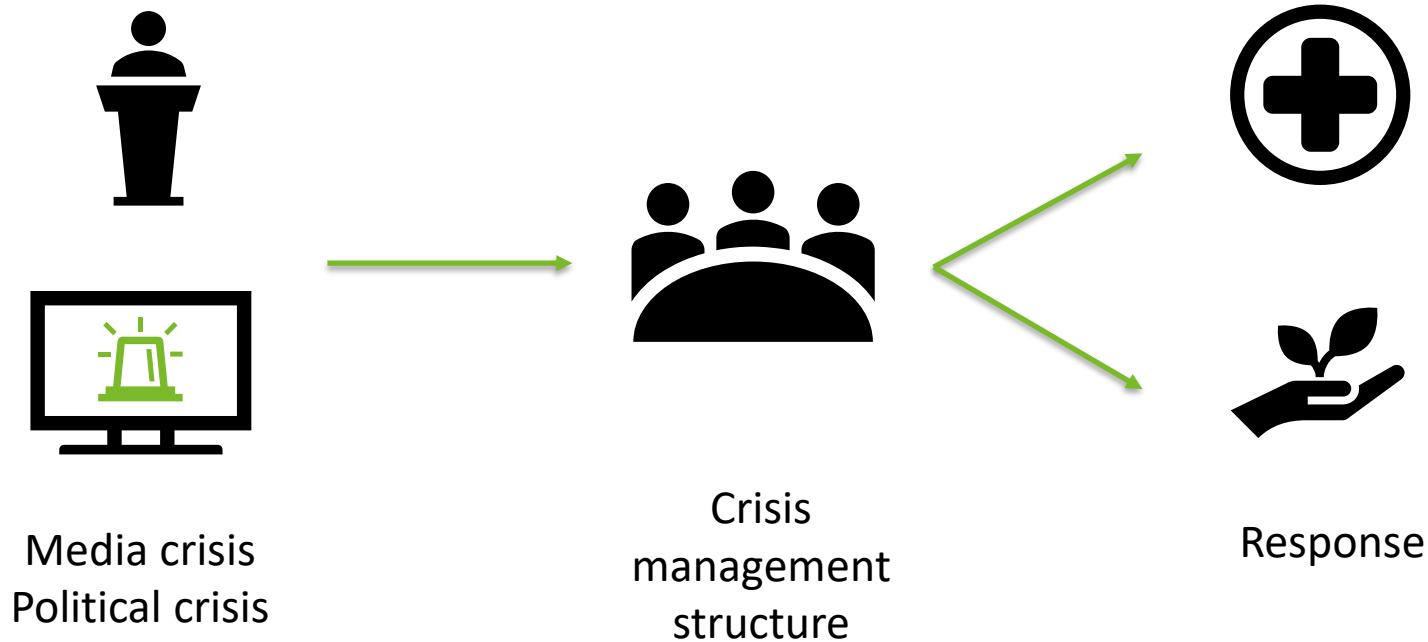 Media crisis
Political crisis
Crisis
management
structure
Response